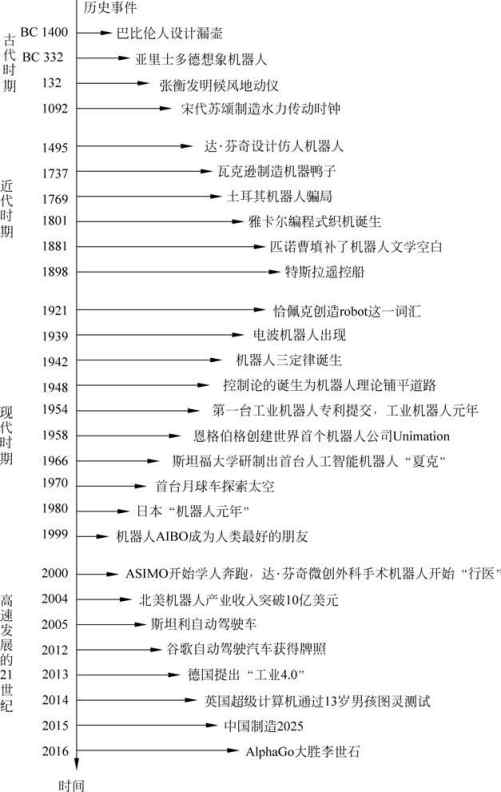 历史事件
古代时期
BC 1400 巴比伦人设计漏壶
BC 332 亚里士多德想象机器人
132 张衡发明候风地动仪
1092 宋代苏颂制造水力传动时钟
近代时期
1495 达·芬奇设计仿人机器人
1737 瓦克逊制造机器鸭子
1769 土耳其机器人骗局
1801 雅卡尔编程式织机诞生
1881 匹诺曹填补了机器人文学空白
1898 特斯拉遥控船
现代时期
1921 恰佩克创造robot这一词汇
1939 电波机器人出现
1942 机器人三定律诞生
1948 控制论的诞生为机器人理论铺平道路
1954 第一台工业机器人专利提交，工业机器人元年
1958 恩格伯格创建世界首个机器人公司Unimation
1966 斯坦福大学研制出首台人工智能机器人“夏克”
1970 首台月球车探索太空
1980 日本“机器人元年”
1999 机器人AIBO成为人类最好的朋友
高速发展的21世纪
2000 ASIMO开始学人奔跑，达·芬奇微创外科手术机器人开始“行医”
2004 北美机器人产业收入突破10亿美元
2005 斯坦利自动驾驶车
2012 谷歌自动驾驶汽车获得牌照
2013 德国提出“工业4.0”
2014 英国超级计算机通过13岁男孩图灵测试
2015 中国制造2025
2016 AlphaGo大胜李世石
时间